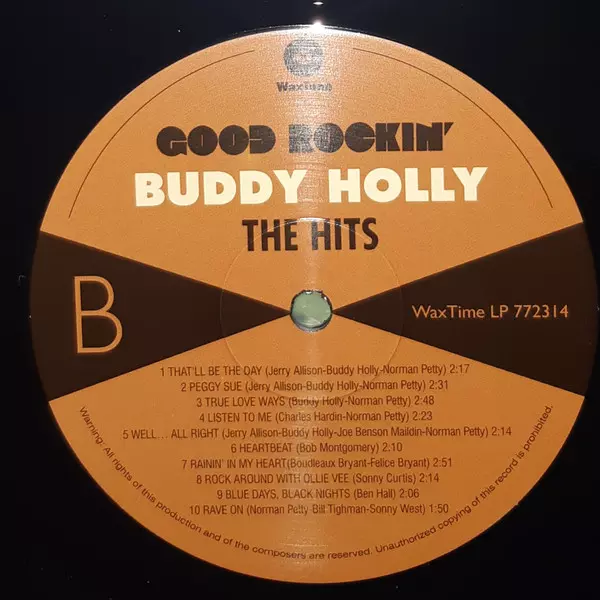 WaxTime
GOOD ROCKIN'
BUDDY HOLLY
THE HITS
B
WaxTime LP 772314
1 THAT'LL BE THE DAY (Jerry Allison-Buddy Holly-Norman Petty) 2:17
2 PEGGY SUE (Jerry Allison-Buddy Holly-Norman Petty) 2:31
3 TRUE LOVE WAYS (Buddy Holly-Norman Petty) 2:48
4 LISTEN TO ME (Charles Hardin-Norman Petty) 2:23
5 WELL... ALL RIGHT (Jerry Allison-Buddy Holly-Joe Benson Maildin-Norman Petty) 2:14
6 HEARTBEAT (Bob Montgomery) 2:10
7 RAININ' IN MY HEART(Boudleaux Bryant-Felice Bryant) 2:51
8 ROCK AROUND WITH OLLIE VEE (Sonny Curtis) 2:14
9 BLUE DAYS, BLACK NIGHTS (Ben Hall) 2:06
10 RAVE ON (Norman Petty-Bill Tighman-Sonny West) 1:50
Warning: All rights of this production and of the composers are reserved. Unauthorized copying of this record is prohibited.